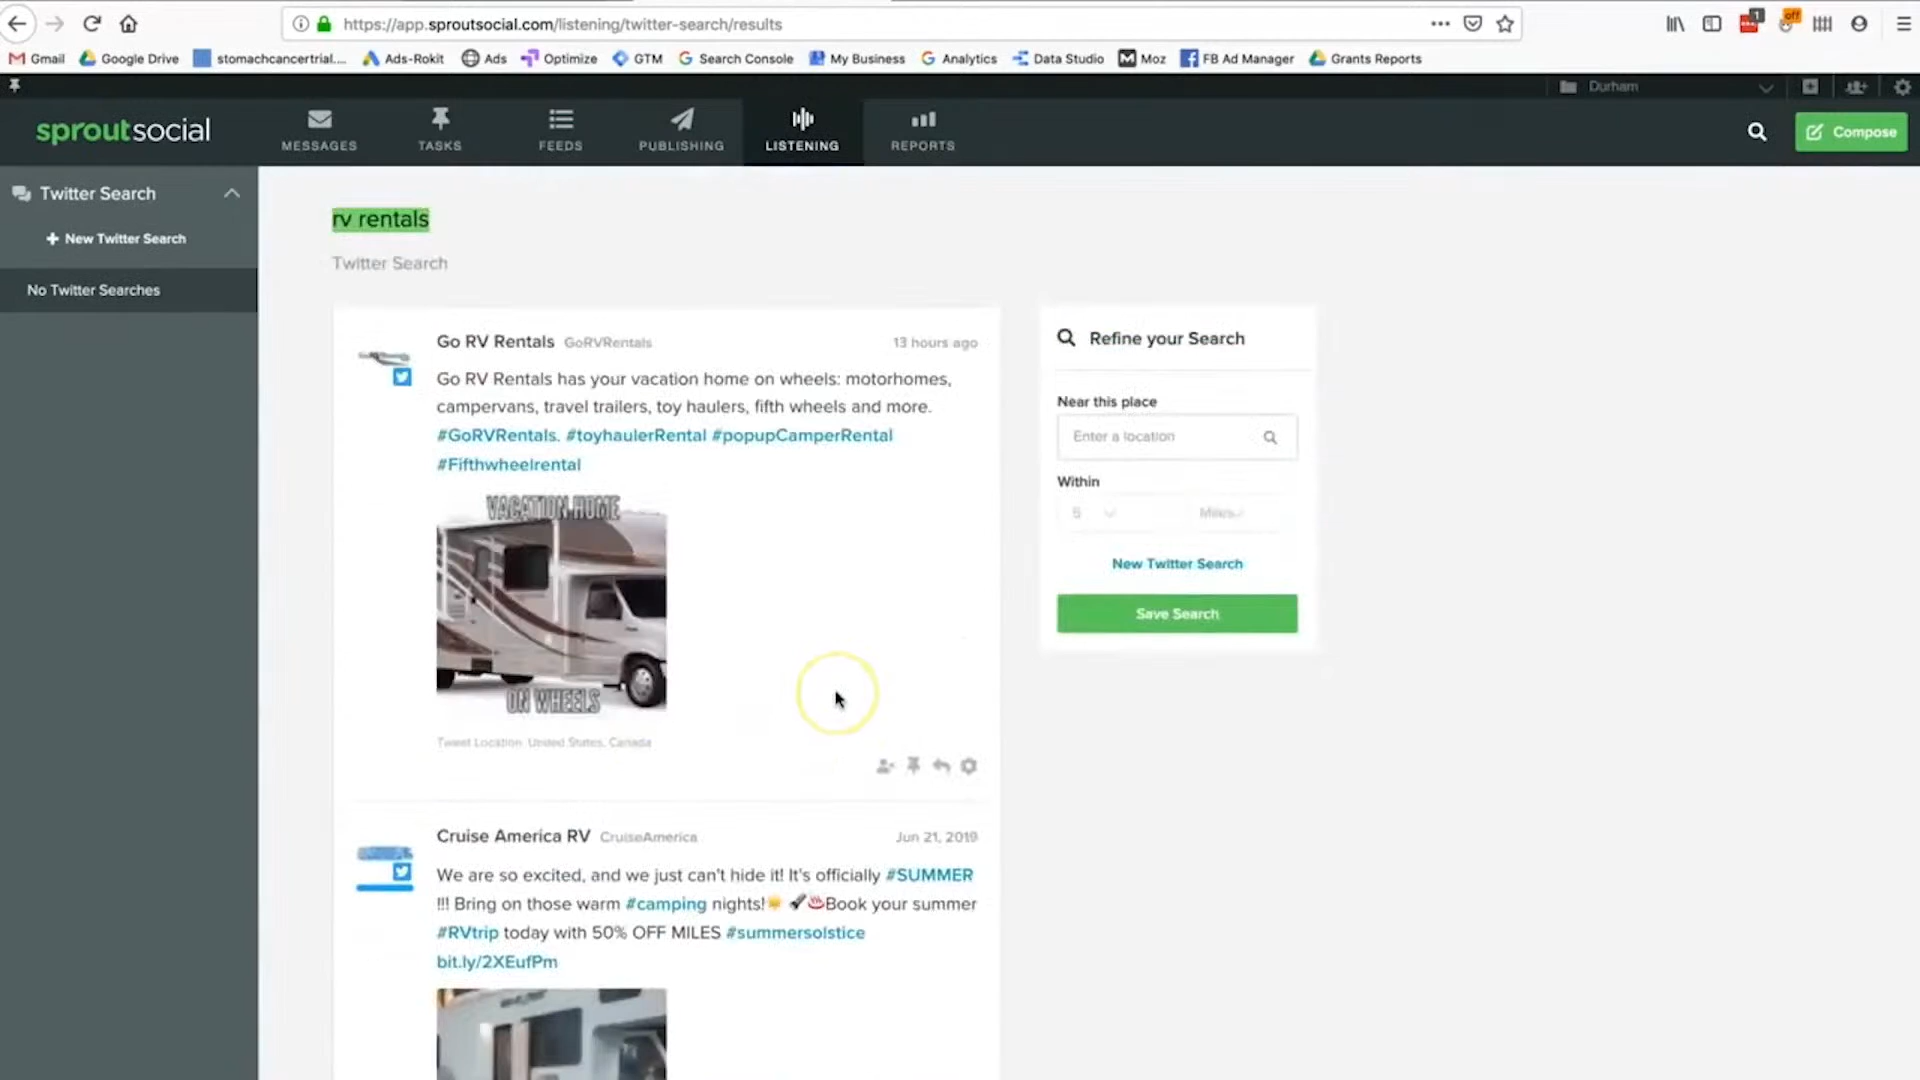 https://app.sproutsocial.com/listening/twitter-search/results
1
off
Gmail Google Drive stomachcancertrial.... Ads-Rokit Ads Optimize GTM Search Console My Business Analytics Data Studio Moz FB Ad Manager Grants Reports
Durham
sproutsocial
MESSAGES TASKS FEEDS PUBLISHING LISTENING REPORTS
Compose
Twitter Search
New Twitter Search
No Twitter Searches
rv rentals
Twitter Search
Go RV Rentals GoRVRentals 13 hours ago
Go RV Rentals has your vacation home on wheels: motorhomes,
campervans, travel trailers, toy haulers, fifth wheels and more.
#GoRVRentals. #toyhaulerRental #popupCamperRental
#Fifthwheelrental
VACATION HOME
ON WHEELS
Tweet Location United States, Canada
Cruise America RV CruiseAmerica Jun 21, 2019
We are so excited, and we just can't hide it! It's officially #SUMMER
!!! Bring on those warm #camping nights! Book your summer
#RVtrip today with 50% OFF MILES #summersolstice
bit.ly/2XEufPm
Refine your Search
Near this place
Enter a location
Within
5 Miles
New Twitter Search
Save Search